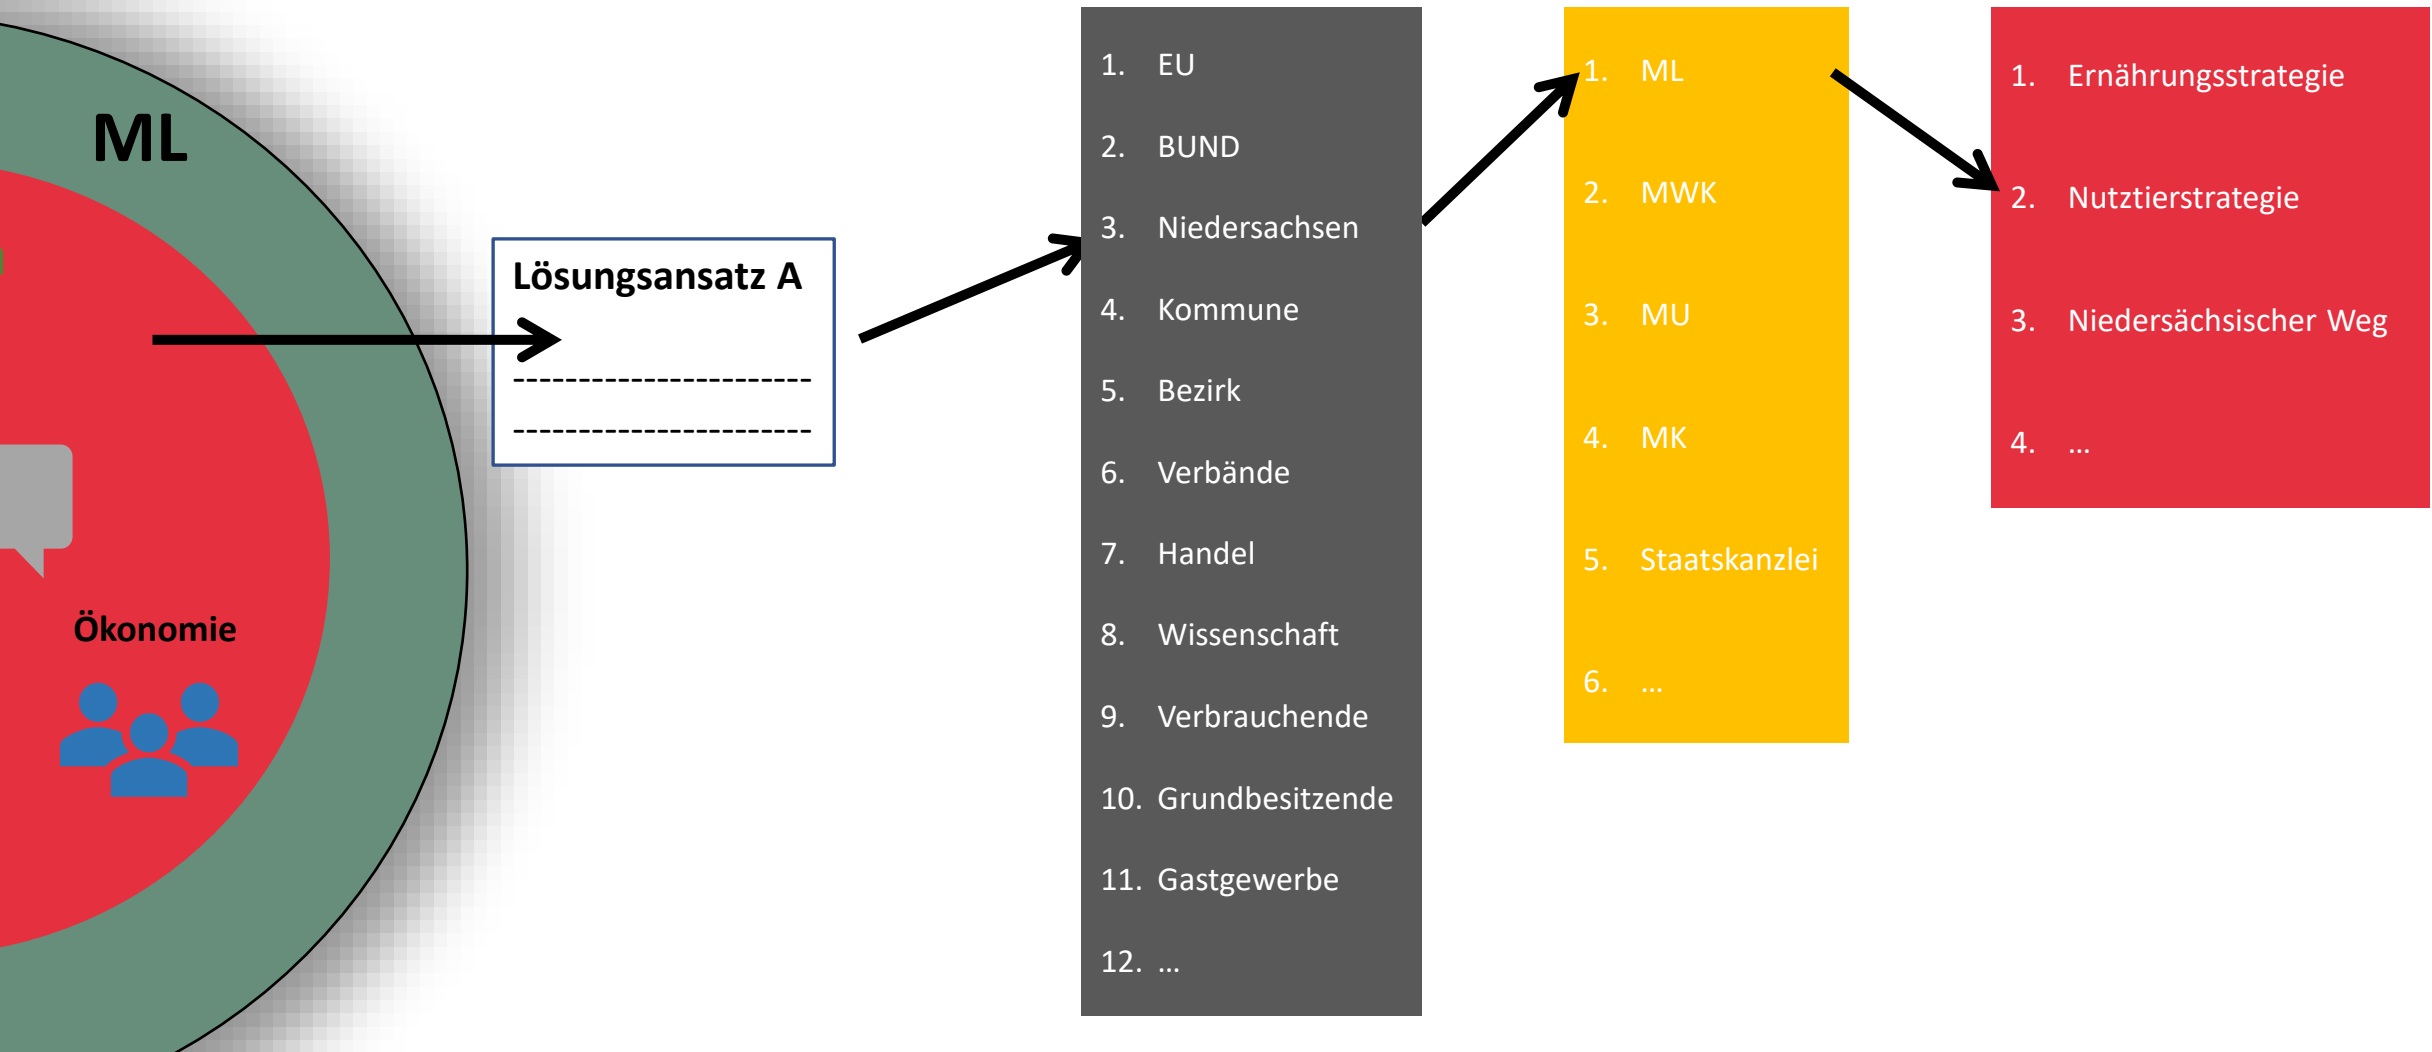 ML
Ökonomie
Lösungsansatz A
-----------------------
-----------------------
1. EU
2. BUND
3. Niedersachsen
4. Kommune
5. Bezirk
6. Verbände
7. Handel
8. Wissenschaft
9. Verbrauchende
10. Grundbesitzende
11. Gastgewerbe
12. …
1. ML
2. MWK
3. MU
4. MK
5. Staatskanzlei
6. …
1. Ernährungsstrategie
2. Nutztierstrategie
3. Niedersächsischer Weg
4. …